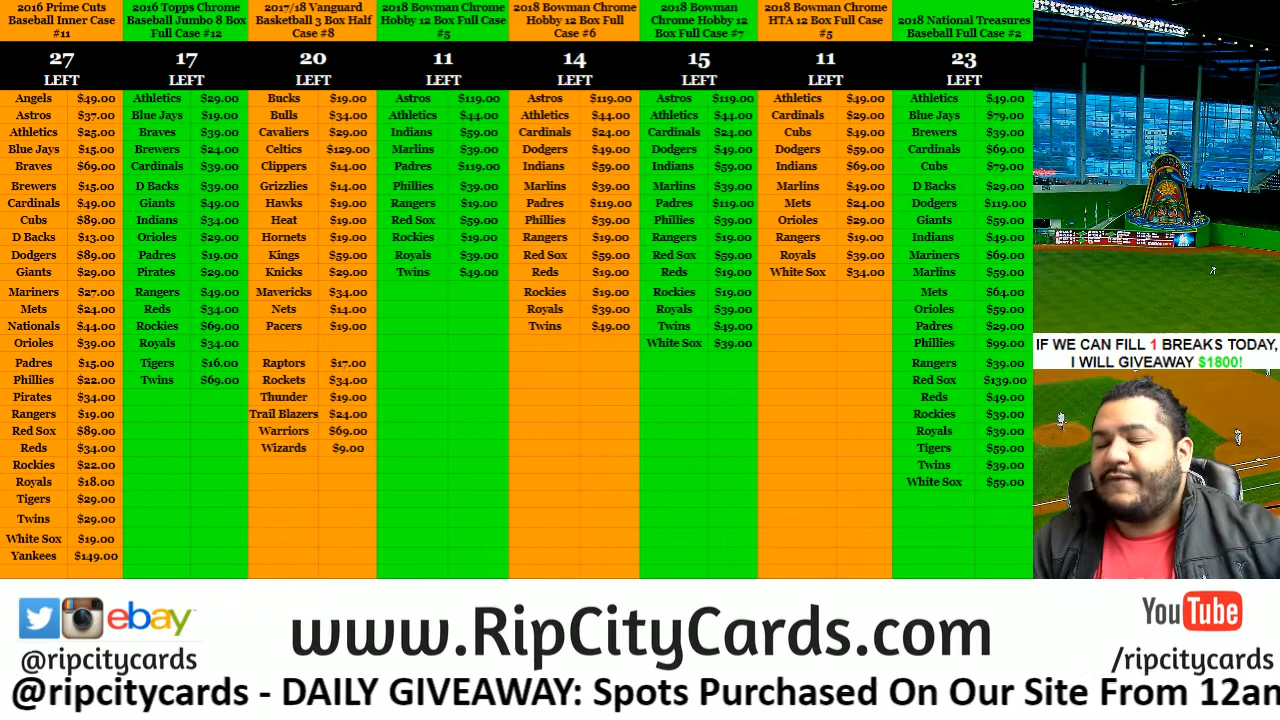 2016 Prime Cuts
Baseball Inner Case
#11
27
LEFT
Angels $49.00
Astros $37.00
Athletics $25.00
Blue Jays $15.00
Braves $69.00
Brewers $15.00
Cardinals $49.00
Cubs $89.00
D Backs $13.00
Dodgers $89.00
Giants $29.00
Mariners $27.00
Mets $24.00
Nationals $44.00
Orioles $39.00
Padres $15.00
Phillies $22.00
Pirates $34.00
Rangers $19.00
Red Sox $89.00
Reds $34.00
Rockies $22.00
Royals $18.00
Tigers $29.00
Twins $29.00
White Sox $19.00
Yankees $149.00
2016 Topps Chrome
Baseball Jumbo 8 Box
Full Case #12
17
LEFT
Athletics $29.00
Blue Jays $19.00
Braves $39.00
Brewers $24.00
Cardinals $39.00
D Backs $39.00
Giants $49.00
Indians $34.00
Orioles $29.00
Padres $19.00
Pirates $29.00
Rangers $49.00
Reds $34.00
Rockies $69.00
Royals $34.00
Tigers $16.00
Twins $69.00
2017/18 Vanguard
Basketball 3 Box Half
Case #8
20
LEFT
Bucks $19.00
Bulls $34.00
Cavaliers $29.00
Celtics $129.00
Clippers $14.00
Grizzlies $14.00
Hawks $19.00
Heat $19.00
Hornets $19.00
Kings $59.00
Knicks $29.00
Mavericks $34.00
Nets $14.00
Pacers $19.00
Raptors $17.00
Rockets $34.00
Thunder $19.00
Trail Blazers $24.00
Warriors $69.00
Wizards $9.00
2018 Bowman Chrome
Hobby 12 Box Full Case
#5
11
LEFT
Astros $119.00
Athletics $44.00
Indians $59.00
Marlins $39.00
Padres $119.00
Phillies $39.00
Rangers $19.00
Red Sox $59.00
Rockies $19.00
Royals $39.00
Twins $49.00
2018 Bowman Chrome
Hobby 12 Box Full
Case #6
14
LEFT
Astros $119.00
Athletics $44.00
Cardinals $24.00
Dodgers $49.00
Indians $59.00
Marlins $39.00
Padres $119.00
Phillies $39.00
Rangers $19.00
Red Sox $59.00
Reds $19.00
Rockies $19.00
Royals $39.00
Twins $49.00
2018 Bowman
Chrome Hobby 12
Box Full Case #7
15
LEFT
Astros $119.00
Athletics $44.00
Cardinals $24.00
Dodgers $49.00
Indians $59.00
Marlins $39.00
Padres $119.00
Phillies $39.00
Rangers $19.00
Red Sox $59.00
Reds $19.00
Rockies $19.00
Royals $39.00
Twins $49.00
White Sox $39.00
2018 Bowman Chrome
HTA 12 Box Full Case
#5
11
LEFT
Athletics $49.00
Cardinals $29.00
Cubs $49.00
Dodgers $59.00
Indians $69.00
Marlins $49.00
Mets $24.00
Orioles $29.00
Rangers $19.00
Royals $39.00
White Sox $34.00
2018 National Treasures
Baseball Full Case #2
23
LEFT
Athletics $49.00
Blue Jays $79.00
Brewers $39.00
Cardinals $69.00
Cubs $79.00
D Backs $29.00
Dodgers $119.00
Giants $59.00
Indians $49.00
Mariners $69.00
Marlins $59.00
Mets $64.00
Orioles $59.00
Padres $29.00
Phillies $99.00
Rangers $39.00
Red Sox $139.00
Reds $49.00
Rockies $39.00
Royals $39.00
Tigers $59.00
Twins $39.00
White Sox $59.00
IF WE CAN FILL 1 BREAKS TODAY,
I WILL GIVEAWAY $1800!
ebay
@ripcitycards
www.RipCityCards.com
YouTube
/ripcitycards
@ripcitycards - DAILY GIVEAWAY: Spots Purchased On Our Site From 12am